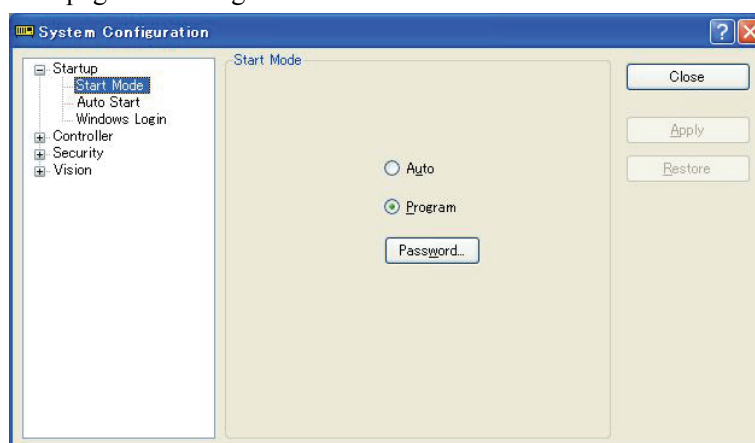 System Configuration
Startup
Start Mode
Auto Start
Windows Login
Controller
Security
Vision
Start Mode
Auto
Program
Password...
Close
Apply
Restore